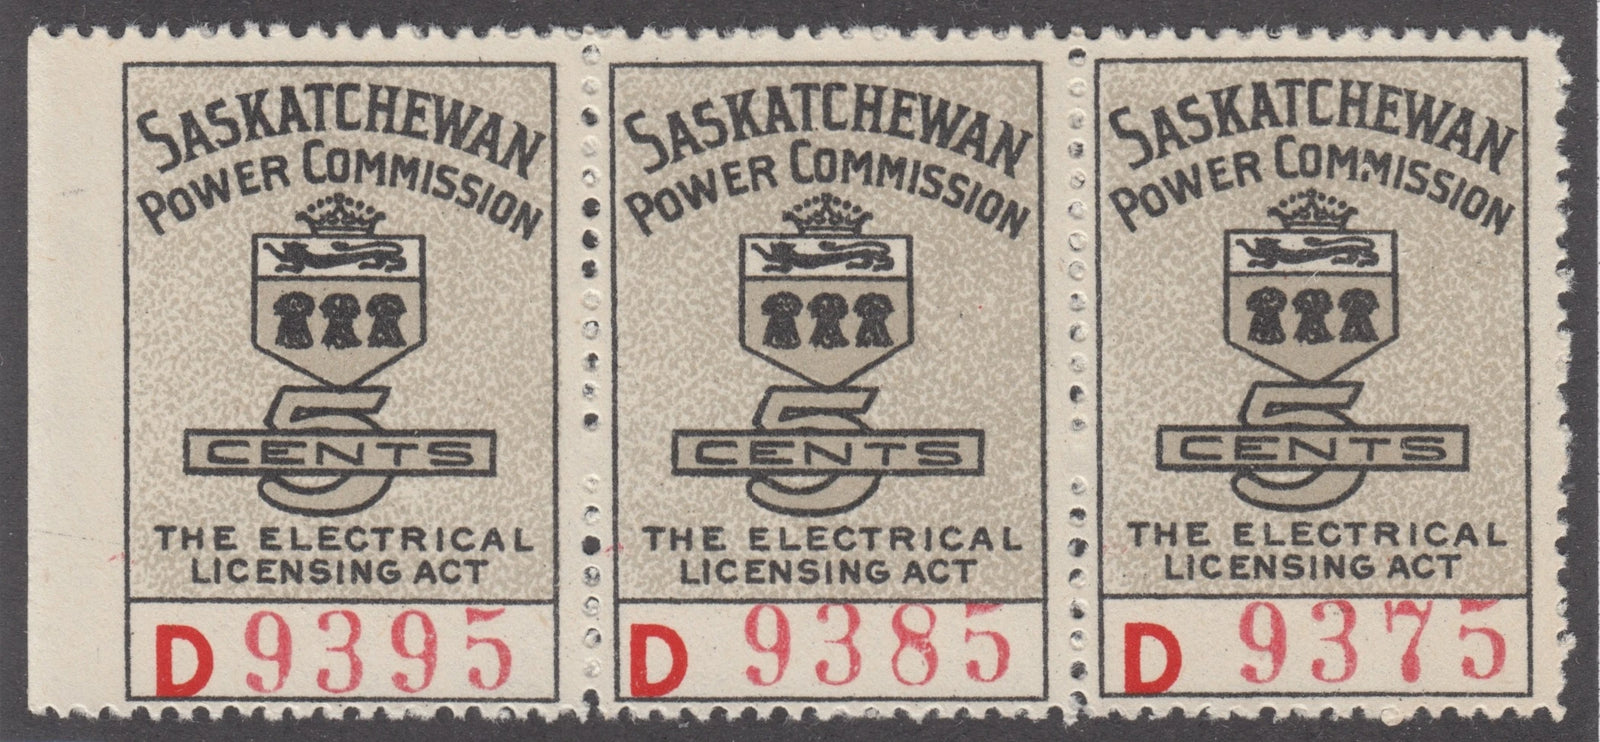 SASKATCHEWAN
POWER COMMISSION
5
CENTS
THE ELECTRICAL
LICENSING ACT
D 9395
SASKATCHEWAN
POWER COMMISSION
5
CENTS
THE ELECTRICAL
LICENSING ACT
D 9385
SASKATCHEWAN
POWER COMMISSION
5
CENTS
THE ELECTRICAL
LICENSING ACT
D 9375